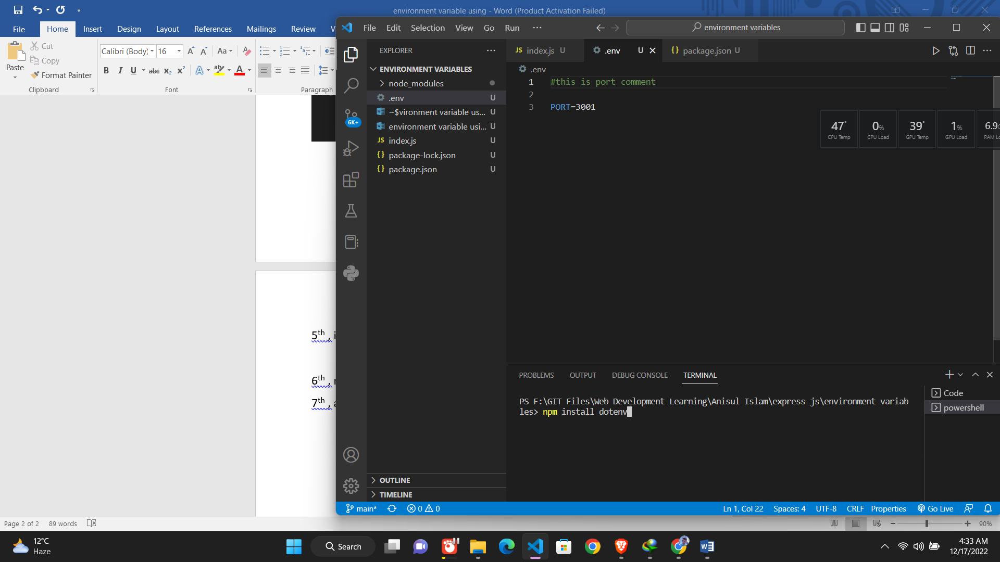 environment variable using - Word (Product Activation Failed)
File
Home
Insert
Design
Layout
References
Mailings
Review
Paste
Cut
Copy
Format Painter
Clipboard
Calibri (Body)
16
Font
Paragraph
5th ,
6th ,
7th ,
Page 2 of 2
89 words
90%
File
Edit
Selection
View
Go
Run
environment variables
EXPLORER
ENVIRONMENT VARIABLES
node_modules
.env U
~$vironment variable us... U
environment variable usi... U
index.js U
package-lock.json U
package.json U
6K+
OUTLINE
TIMELINE
JS index.js U
.env U
{} package.json U
.env
1 #this is port comment
2
3 PORT=3001
47° CPU Temp
0% CPU Load
39° GPU Temp
1% GPU Load
PROBLEMS
OUTPUT
DEBUG CONSOLE
TERMINAL
PS F:\GIT Files\Web Development Learning\Anisul Islam\express js\environment variab
les> npm install dotenv
Code
powershell
main*
0
0
Ln 1, Col 22
Spaces: 4
UTF-8
CRLF
Properties
Go Live
12°C
Haze
Search
4:33 AM
12/17/2022